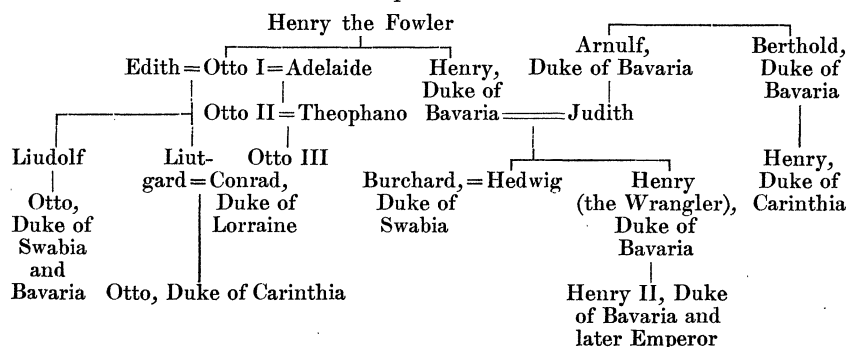 Henry the Fowler
Arnulf, Berthold,
Edith = Otto I = Adelaide Henry, Duke of Bavaria Duke of
Duke of Bavaria
Otto II = Theophano Bavaria = Judith
Liudolf Liut- Otto III Henry,
gard = Conrad, Burchard, = Hedwig Henry Duke of
Otto, Duke of Duke of (the Wrangler), Carinthia
Duke of Lorraine Swabia Duke of
Swabia Bavaria
and
Bavaria Otto, Duke of Carinthia Henry II, Duke
of Bavaria and
later Emperor